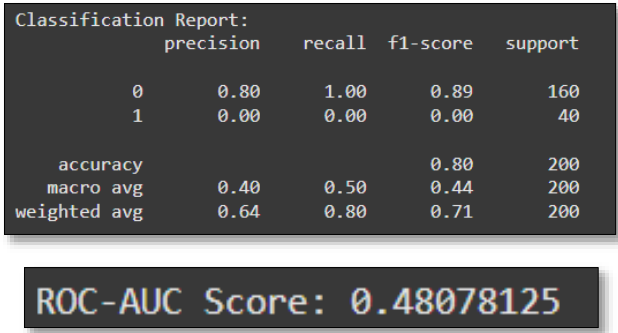 Classification Report:
precision recall f1-score support
0 0.80 1.00 0.89 160
1 0.00 0.00 0.00 40
accuracy 0.80 200
macro avg 0.40 0.50 0.44 200
weighted avg 0.64 0.80 0.71 200
ROC-AUC Score: 0.48078125